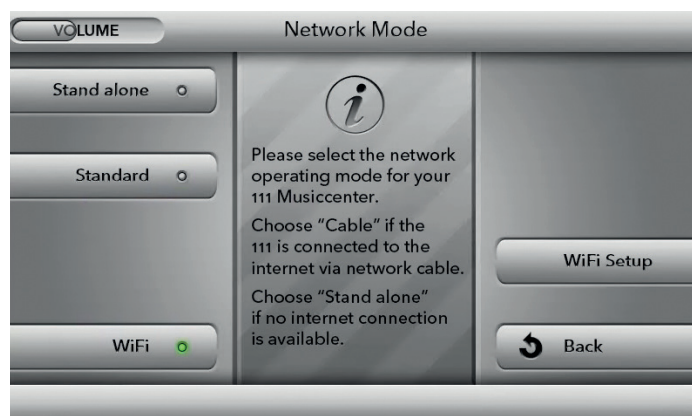 VOLUME
Network Mode
Stand alone
Standard
WiFi
i
Please select the network
operating mode for your
111 Musiccenter.
Choose “Cable” if the
111 is connected to the
internet via network cable.
Choose “Stand alone”
if no internet connection
is available.
WiFi Setup
Back